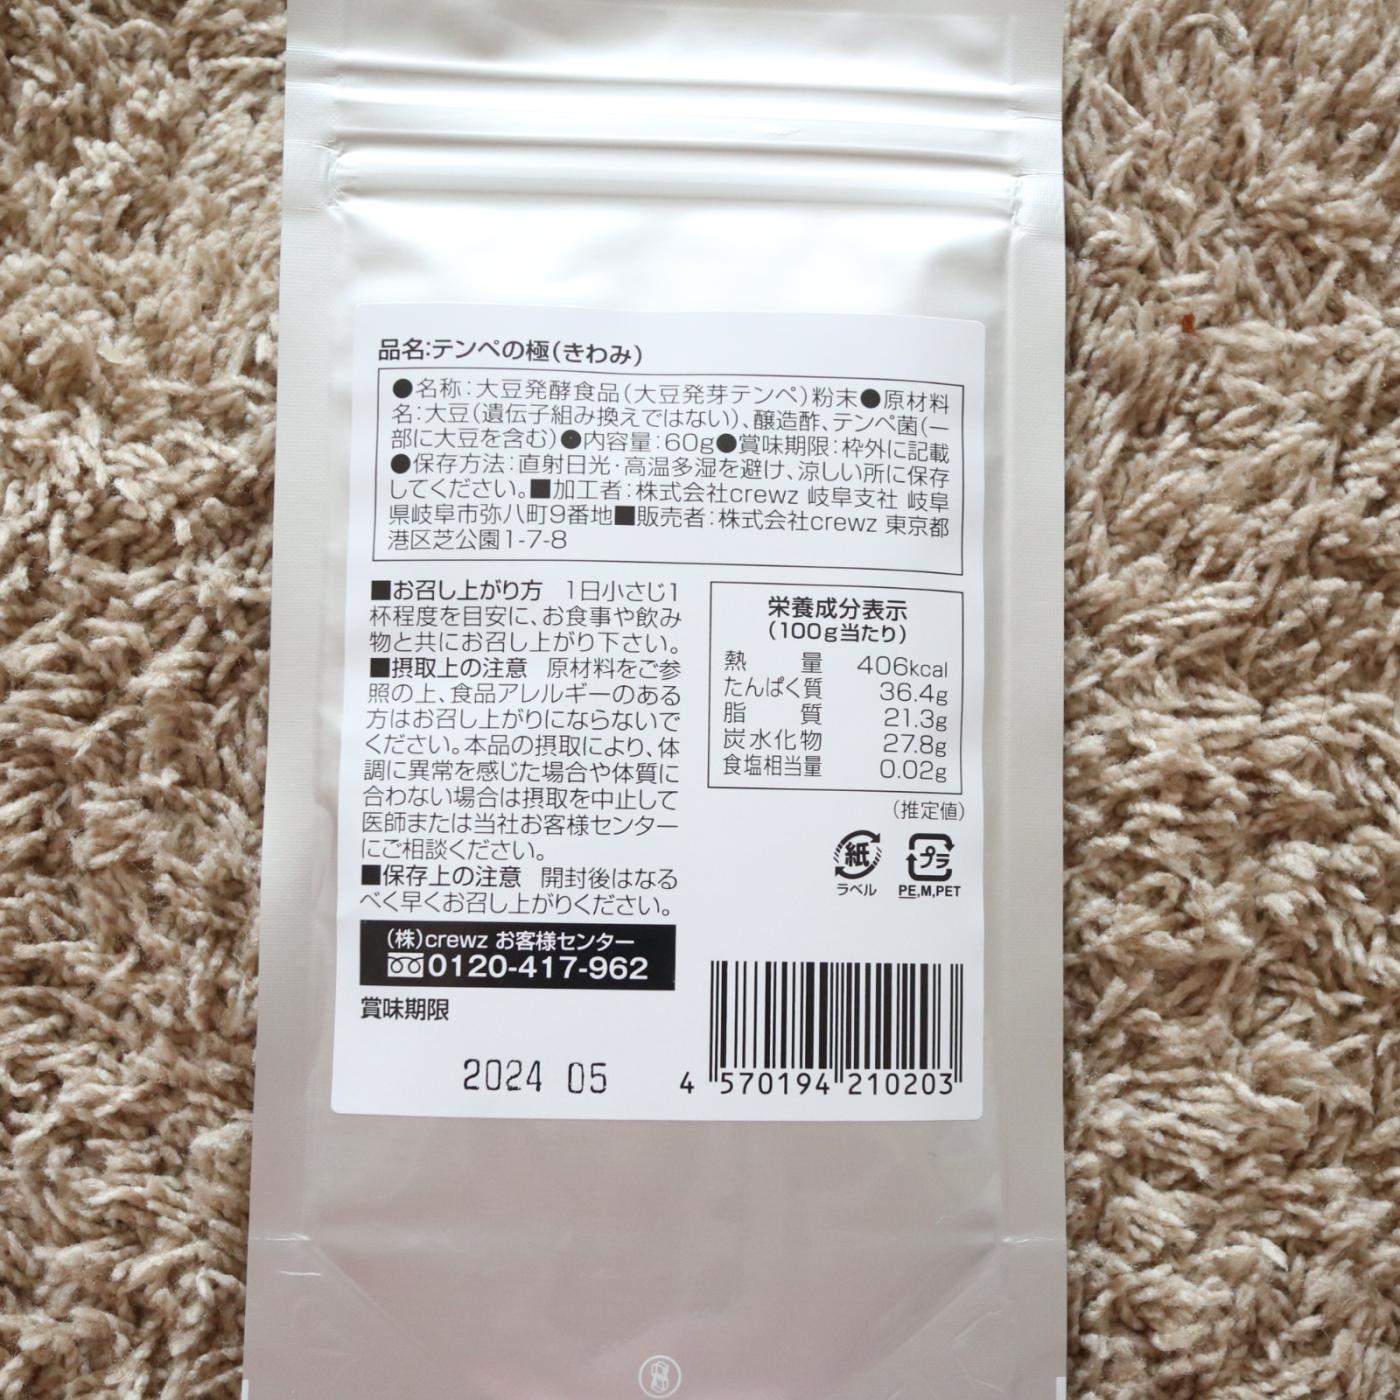 品名:テンペの極(きわみ)
●名称:大豆発酵食品(大豆発芽テンペ)粉末●原材料
名:大豆(遺伝子組み換えではない)、醸造酢、テンペ菌(一
部に大豆を含む)●内容量:60g●賞味期限:枠外に記載
●保存方法:直射日光・高温多湿を避け、涼しい所に保存
してください。■加工者:株式会社crewz 岐阜支社 岐阜
県岐阜市弥八町9番地■販売者:株式会社crewz 東京都
港区芝公園1-7-8
■お召し上がり方 1日小さじ1
杯程度を目安に、お食事や飲み
物と共にお召し上がり下さい。
■摂取上の注意 原材料をご参
照の上、食品アレルギーのある
方はお召し上がりにならないで
ください。本品の摂取により、体
調に異常を感じた場合や体質に
合わない場合は摂取を中止して
医師または当社お客様センター
にご相談ください。
■保存上の注意 開封後はなる
べく早くお召し上がりください。
(株)crewz お客様センター
0120-417-962
賞味期限
2024 05
栄養成分表示
(100g当たり)
熱量 406kcal
たんぱく質 36.4g
脂質 21.3g
炭水化物 27.8g
食塩相当量 0.02g
(推定値)
紙 プラ
ラベル PE,M,PET
4 570194 210203